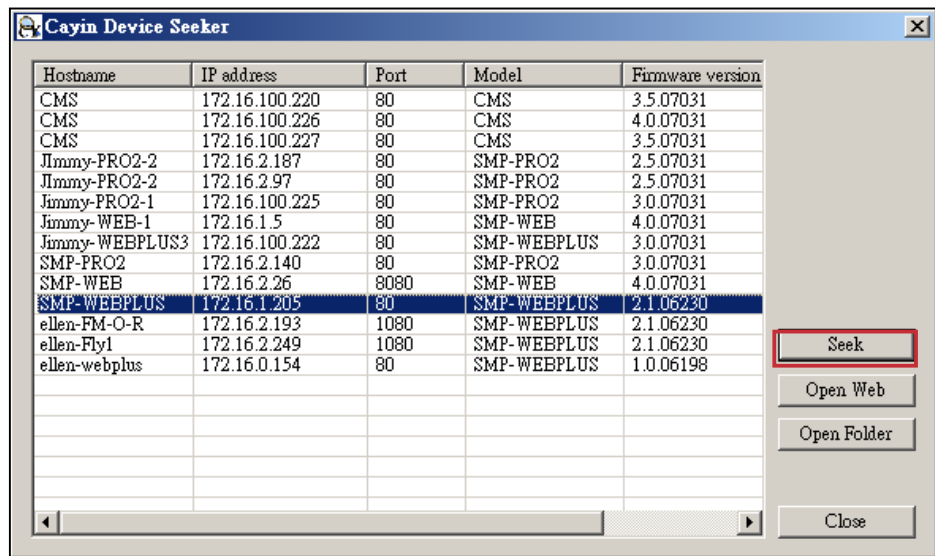 Cayin Device Seeker
Hostname IP address Port Model Firmware version
CMS 172.16.100.220 80 CMS 3.5.07031
CMS 172.16.100.226 80 CMS 4.0.07031
CMS 172.16.100.227 80 CMS 3.5.07031
JImmy-PRO2-2 172.16.2.187 80 SMP-PRO2 2.5.07031
JImmy-PRO2-2 172.16.2.97 80 SMP-PRO2 2.5.07031
Jimmy-PRO2-1 172.16.100.225 80 SMP-PRO2 3.0.07031
Jimmy-WEB-1 172.16.1.5 80 SMP-WEB 4.0.07031
Jimmy-WEBPLUS3 172.16.100.222 80 SMP-WEBPLUS 3.0.07031
SMP-PRO2 172.16.2.140 80 SMP-PRO2 3.0.07031
SMP-WEB 172.16.2.26 8080 SMP-WEB 4.0.07031
SMP-WEBPLUS 172.16.1.205 80 SMP-WEBPLUS 2.1.06230
ellen-FM-O-R 172.16.2.193 1080 SMP-WEBPLUS 2.1.06230
ellen-Fly1 172.16.2.249 1080 SMP-WEBPLUS 2.1.06230
ellen-webplus 172.16.0.154 80 SMP-WEBPLUS 1.0.06198
Seek
Open Web
Open Folder
Close